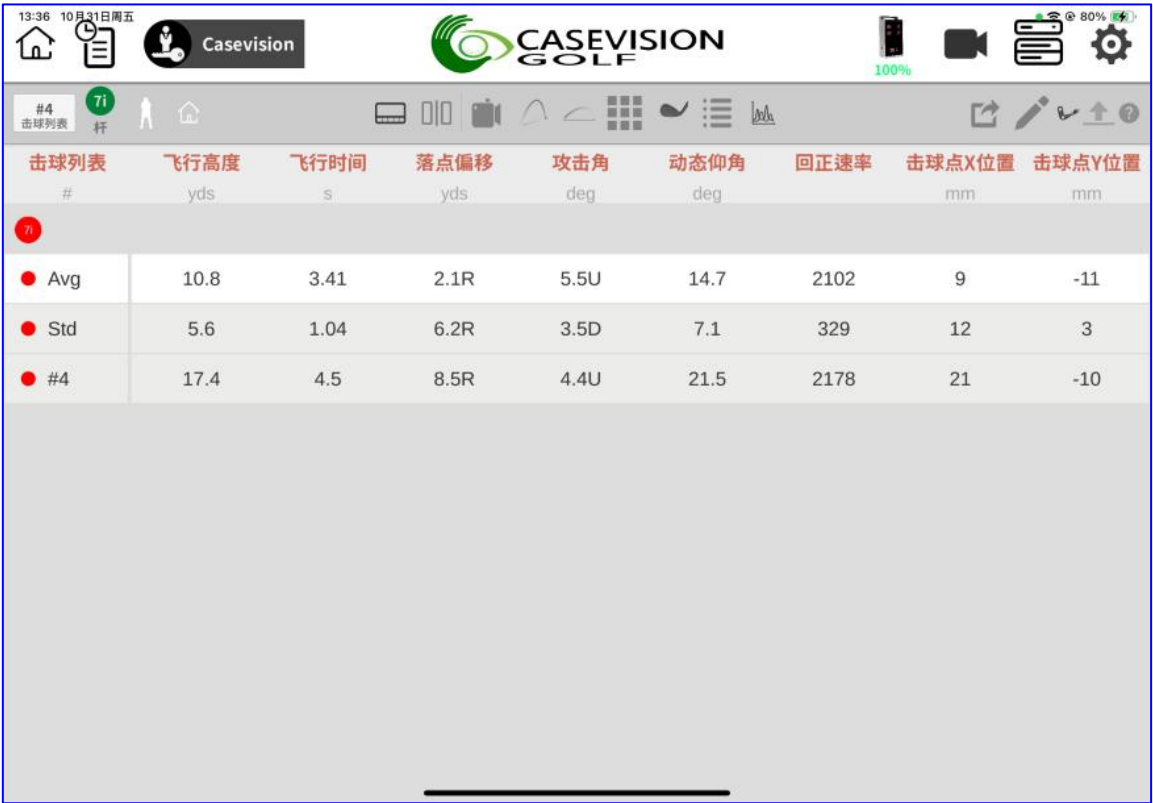 13:36 10月31日周五
80%
Casevision
CASEVISION
GOLF
100%
#4
击球列表
7i
杆
击球列表 飞行高度 飞行时间 落点偏移 攻击角 动态仰角 回正速率 击球点X位置 击球点Y位置
# yds s yds deg deg mm mm
7i
Avg 10.8 3.41 2.1R 5.5U 14.7 2102 9 -11
Std 5.6 1.04 6.2R 3.5D 7.1 329 12 3
#4 17.4 4.5 8.5R 4.4U 21.5 2178 21 -10